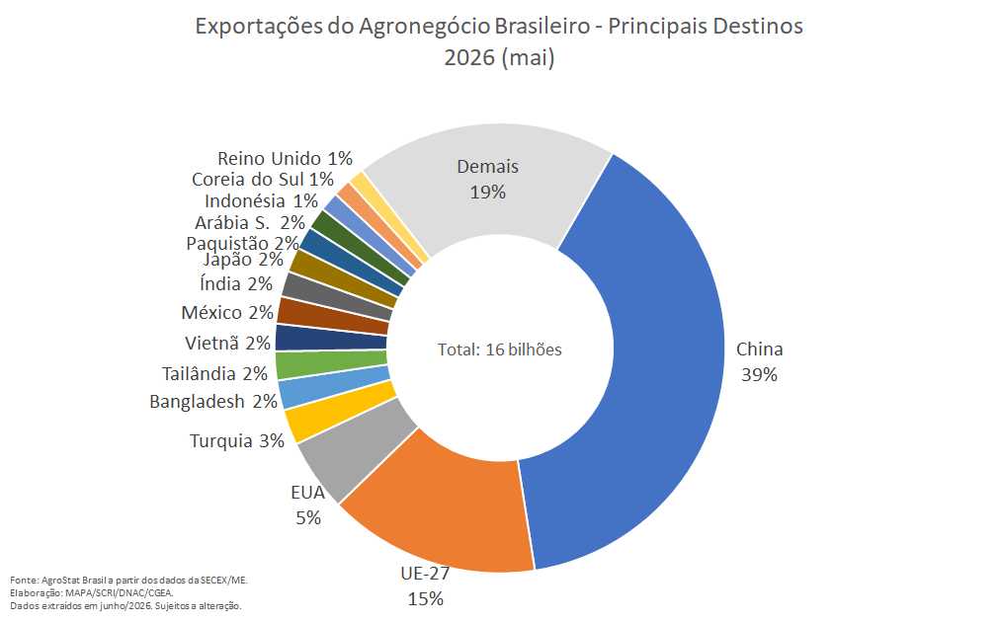 Exportações do Agronegócio Brasileiro - Principais Destinos
2026 (mai)
Demais
19%
Reino Unido 1%
Coreia do Sul 1%
Indonésia 1%
Arábia S. 2%
Paquistão 2%
Japão 2%
Índia 2%
México 2%
Vietnã 2%
Tailândia 2%
Bangladesh 2%
Turquia 3%
EUA
5%
UE-27
15%
China
39%
Total: 16 bilhões
Fonte: AgroStat Brasil a partir dos dados da SECEX/ME.
Elaboração: MAPA/SCRI/DNAC/CGEA.
Dados extraídos em junho/2026. Sujeitos a alteração.